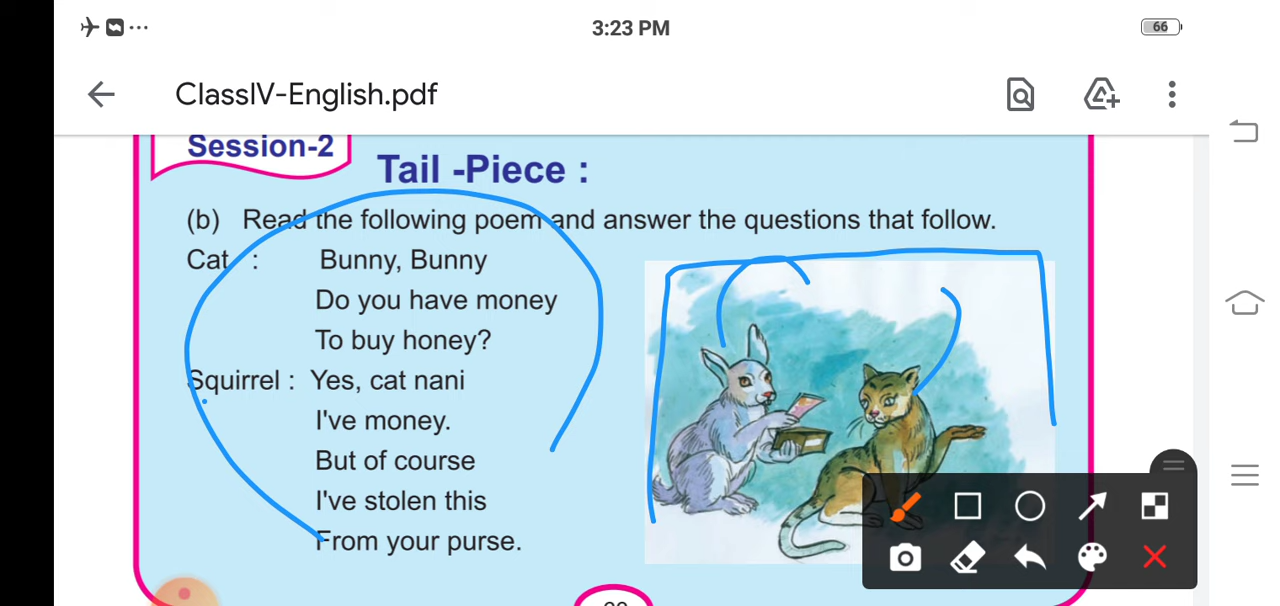 3:23 PM
66
ClassIV-English.pdf
Session-2
Tail -Piece :
(b) Read the following poem and answer the questions that follow.
Cat : Bunny, Bunny
Do you have money
To buy honey?
Squirrel : Yes, cat nani
I've money.
But of course
I've stolen this
From your purse.